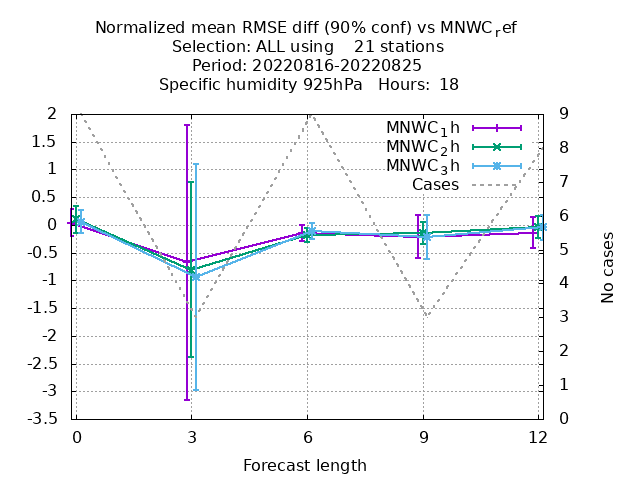 Normalized mean RMSE diff (90% conf) vs MNWC_ref
Selection: ALL using    21 stations
Period: 20220816-20220825
Specific humidity 925hPa   Hours: 18
MNWC_1h
MNWC_2h
MNWC_3h
Cases
2
1.5
1
0.5
0
-0.5
-1
-1.5
-2
-2.5
-3
-3.5
9
8
7
6
5
4
3
2
1
0
No cases
0 3 6 9 12
Forecast length